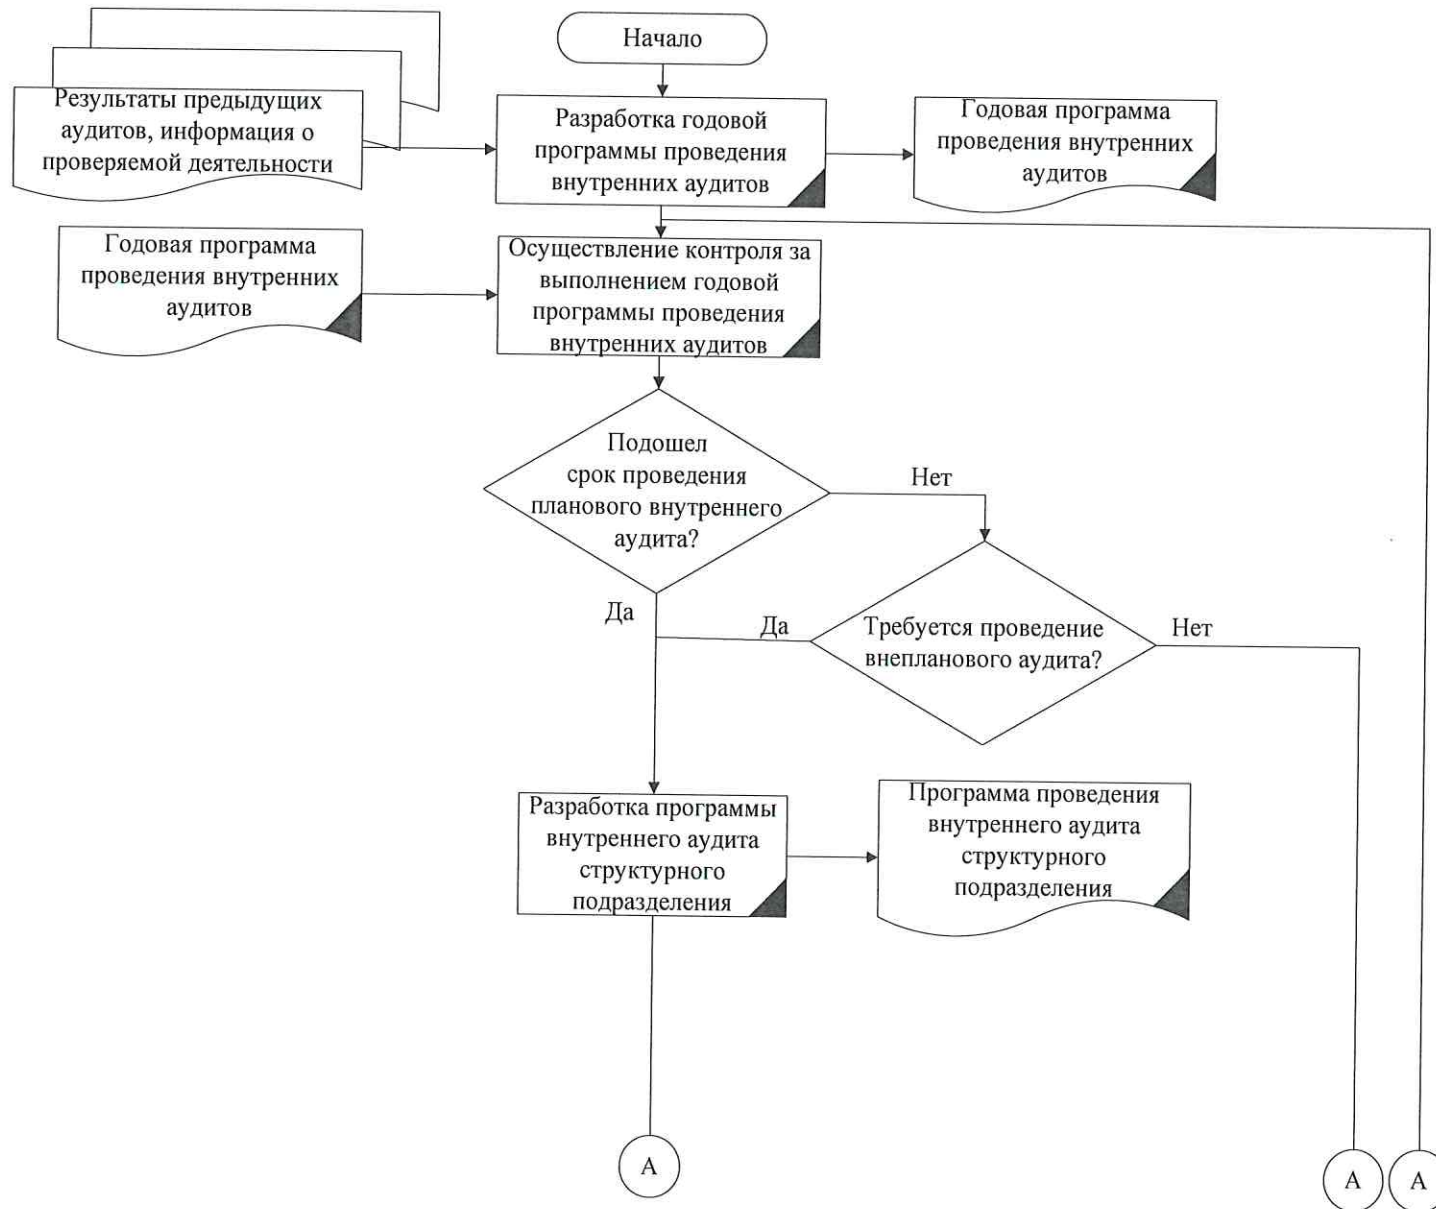 Начало
Результаты предыдущих
аудитов, информация о
проверяемой деятельности
Разработка годовой
программы проведения
внутренних аудитов
Годовая программа
проведения внутренних
аудитов
Годовая программа
проведения внутренних
аудитов
Осуществление контроля за
выполнением годовой
программы проведения
внутренних аудитов
Подошел
срок проведения
планового внутреннего
аудита?
Нет
Да
Да
Требуется проведение
внепланового аудита?
Нет
Разработка программы
внутреннего аудита
структурного
подразделения
Программа проведения
внутреннего аудита
структурного
подразделения
А
А
А